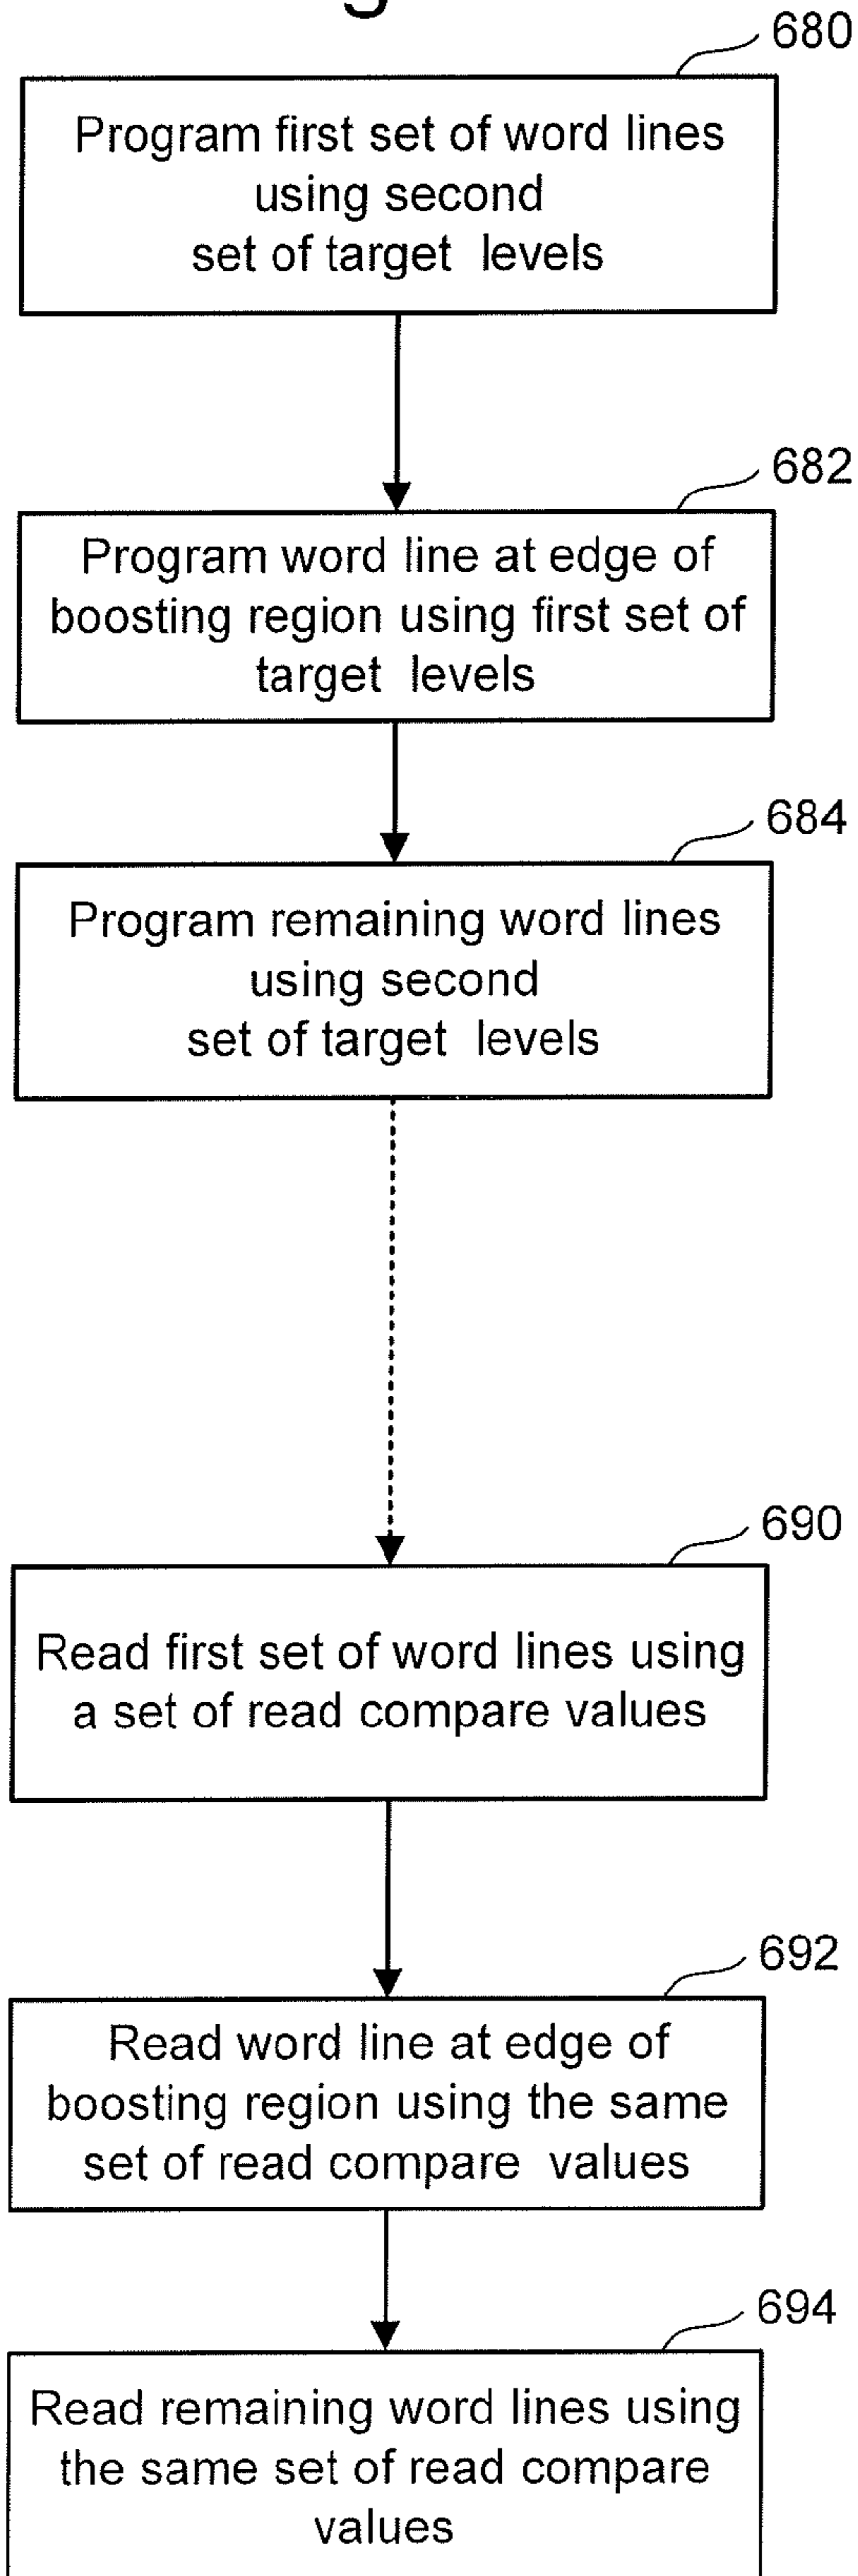 680
Program first set of word lines
using second
set of target levels
682
Program word line at edge of
boosting region using first set of
target levels
684
Program remaining word lines
using second
set of target levels
690
Read first set of word lines using
a set of read compare values
692
Read word line at edge of
boosting region using the same
set of read compare values
694
Read remaining word lines using
the same set of read compare
values